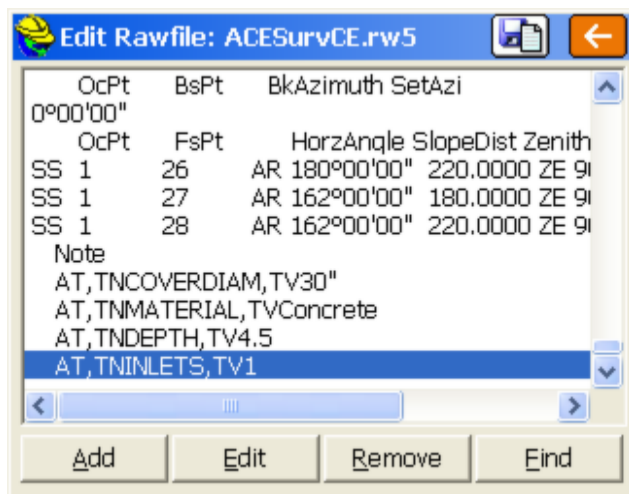 Edit Rawfile: ACESurvCE.rw5
OcPt BsPt BkAzimuth SetAzi
0°00'00"
OcPt FsPt HorzAngle SlopeDist Zenith
SS 1 26 AR 180°00'00" 220.0000 ZE 9
SS 1 27 AR 162°00'00" 180.0000 ZE 9
SS 1 28 AR 162°00'00" 220.0000 ZE 9
Note
AT,TNCOVERDIAM,TV30"
AT,TNMATERIAL,TVConcrete
AT,TNDEPTH,TV4.5
AT,TNINLETS,TV1
Add Edit Remove Find